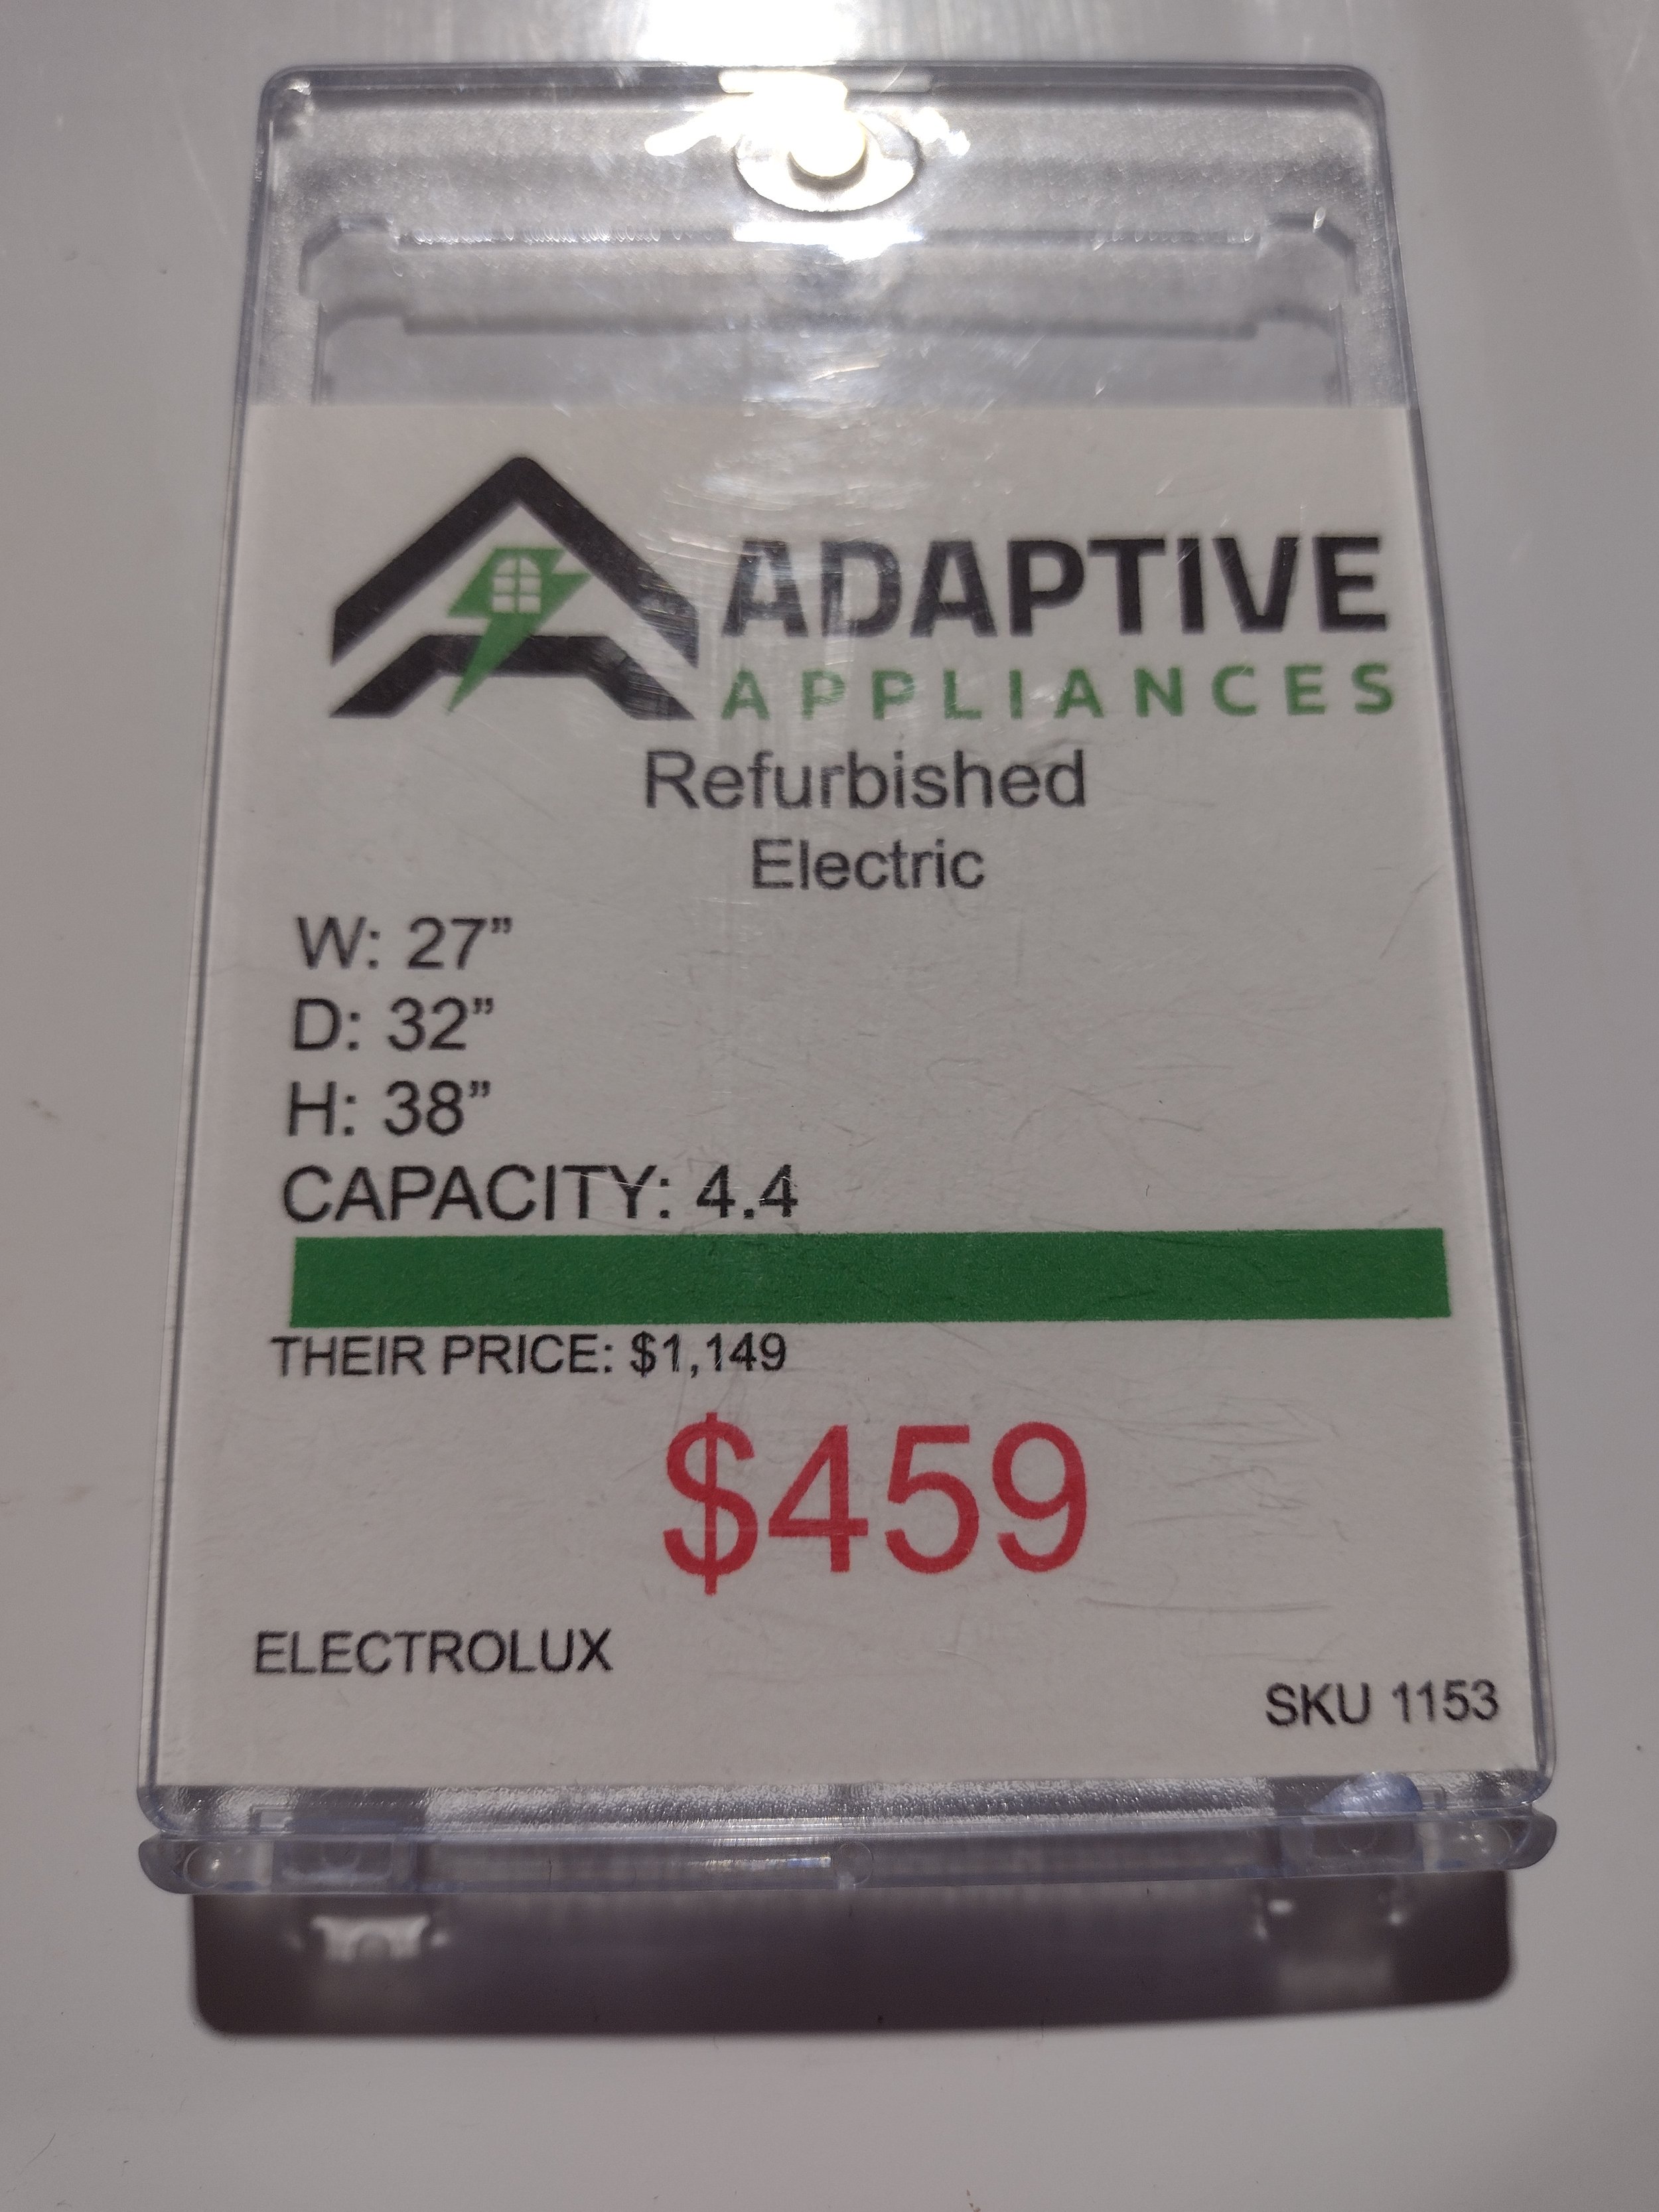 ADAPTIVE
APPLIANCES
Refurbished
Electric
W: 27”
D: 32”
H: 38”
CAPACITY: 4.4
THEIR PRICE: $1,149
$459
ELECTROLUX
SKU 1153